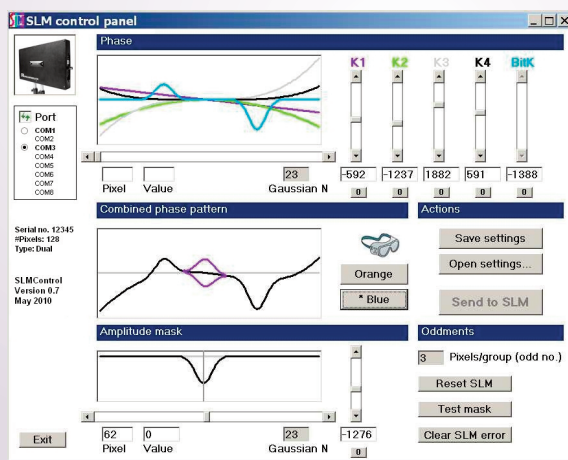 SLM control panel
Phase
K1 K2 K3 K4 BitK
Port
COM1
COM2
COM3
COM4
COM5
COM6
COM7
COM8
23
-592 -1237 1882 591 -1388
Pixel Value Gaussian N
0 0 0 0 0
Serial no. 12345
#Pixels: 128
Type: Dual
SLMControl
Version 0.7
May 2010
Combined phase pattern
Orange
* Blue
Actions
Save settings
Open settings...
Send to SLM
Amplitude mask
62 0 23 -1276
Pixel Value Gaussian N
0
Oddments
3 Pixels/group (odd no.)
Reset SLM
Test mask
Clear SLM error
Exit